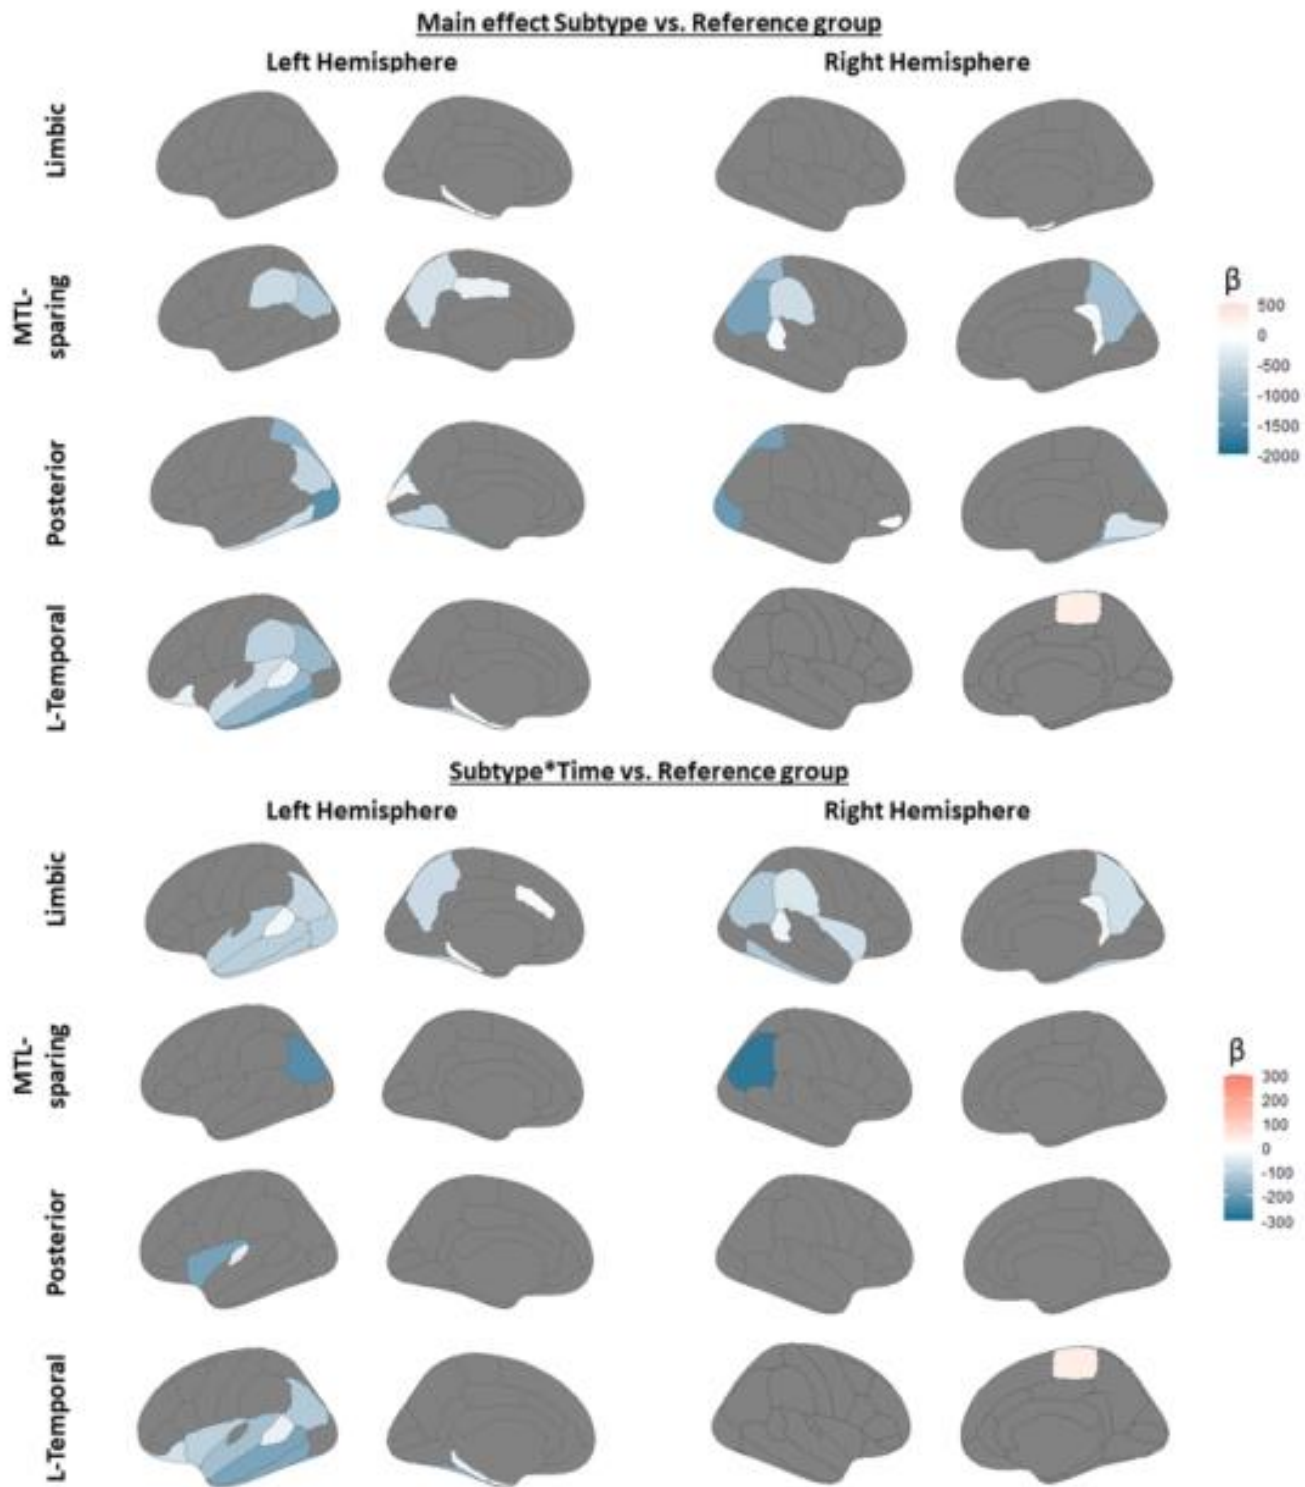 Main effect Subtype vs. Reference group
Left Hemisphere
Right Hemisphere
Limbic
MTL-
sparing
Posterior
L-Temporal
β
500
0
-500
-1000
-1500
-2000
Subtype*Time vs. Reference group
Left Hemisphere
Right Hemisphere
Limbic
MTL-
sparing
Posterior
L-Temporal
β
300
200
100
0
-100
-200
-300